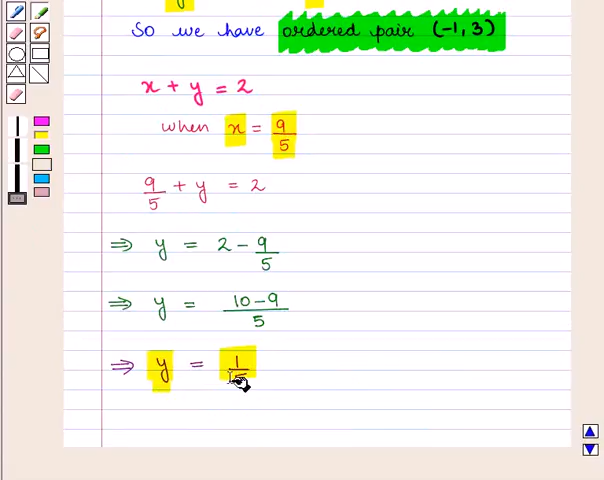 So we have ordered pair (-1, 3)
x + y = 2
when x = 9/5
9/5 + y = 2
⇒ y = 2 - 9/5
⇒ y = 10-9/5
⇒ y = 1/5